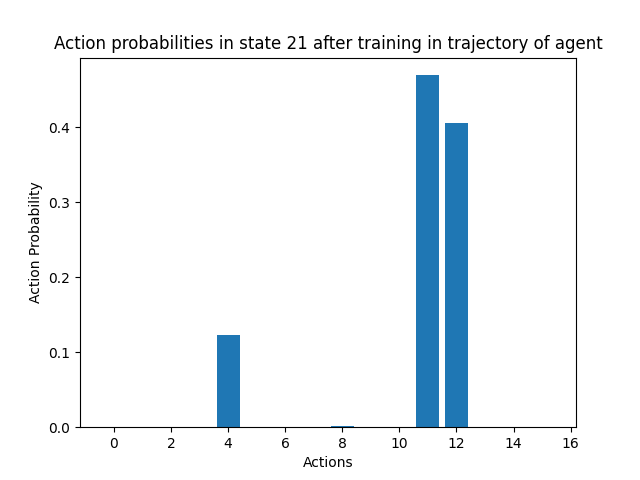 Action probabilities in state 21 after training in trajectory of agent
Action Probability
0.4
0.3
0.2
0.1
0.0
0 2 4 6 8 10 12 14 16
Actions